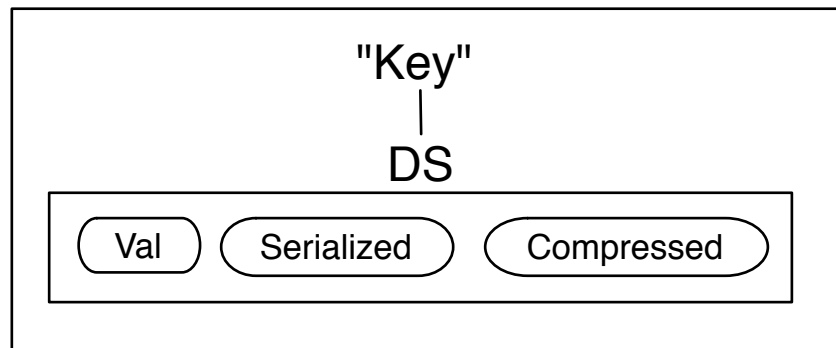 "Key"
DS
Val Serialized Compressed